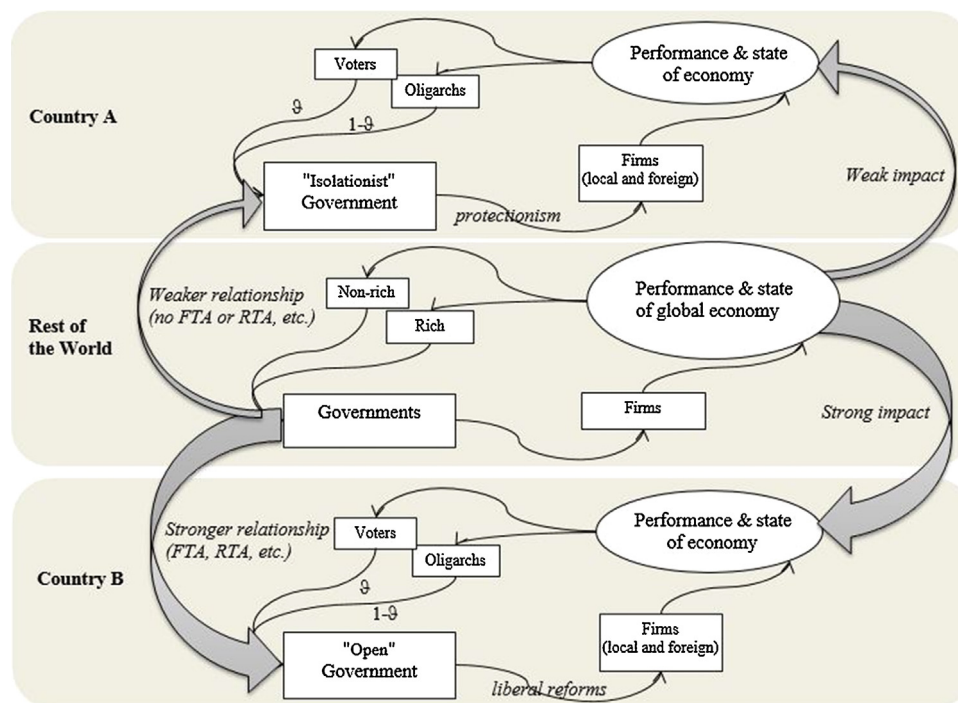 Country A
Voters
Oligarchs
Performance & state
of economy
ϑ
1-ϑ
"Isolationist"
Government
Firms
(local and foreign)
protectionism
Weak impact
Rest of
the World
Weaker relationship
(no FTA or RTA, etc.)
Non-rich
Rich
Performance & state
of global economy
Governments
Firms
Strong impact
Country B
Stronger relationship
(FTA, RTA, etc.)
Voters
Oligarchs
Performance & state
of economy
ϑ
1-ϑ
"Open"
Government
Firms
(local and foreign)
liberal reforms